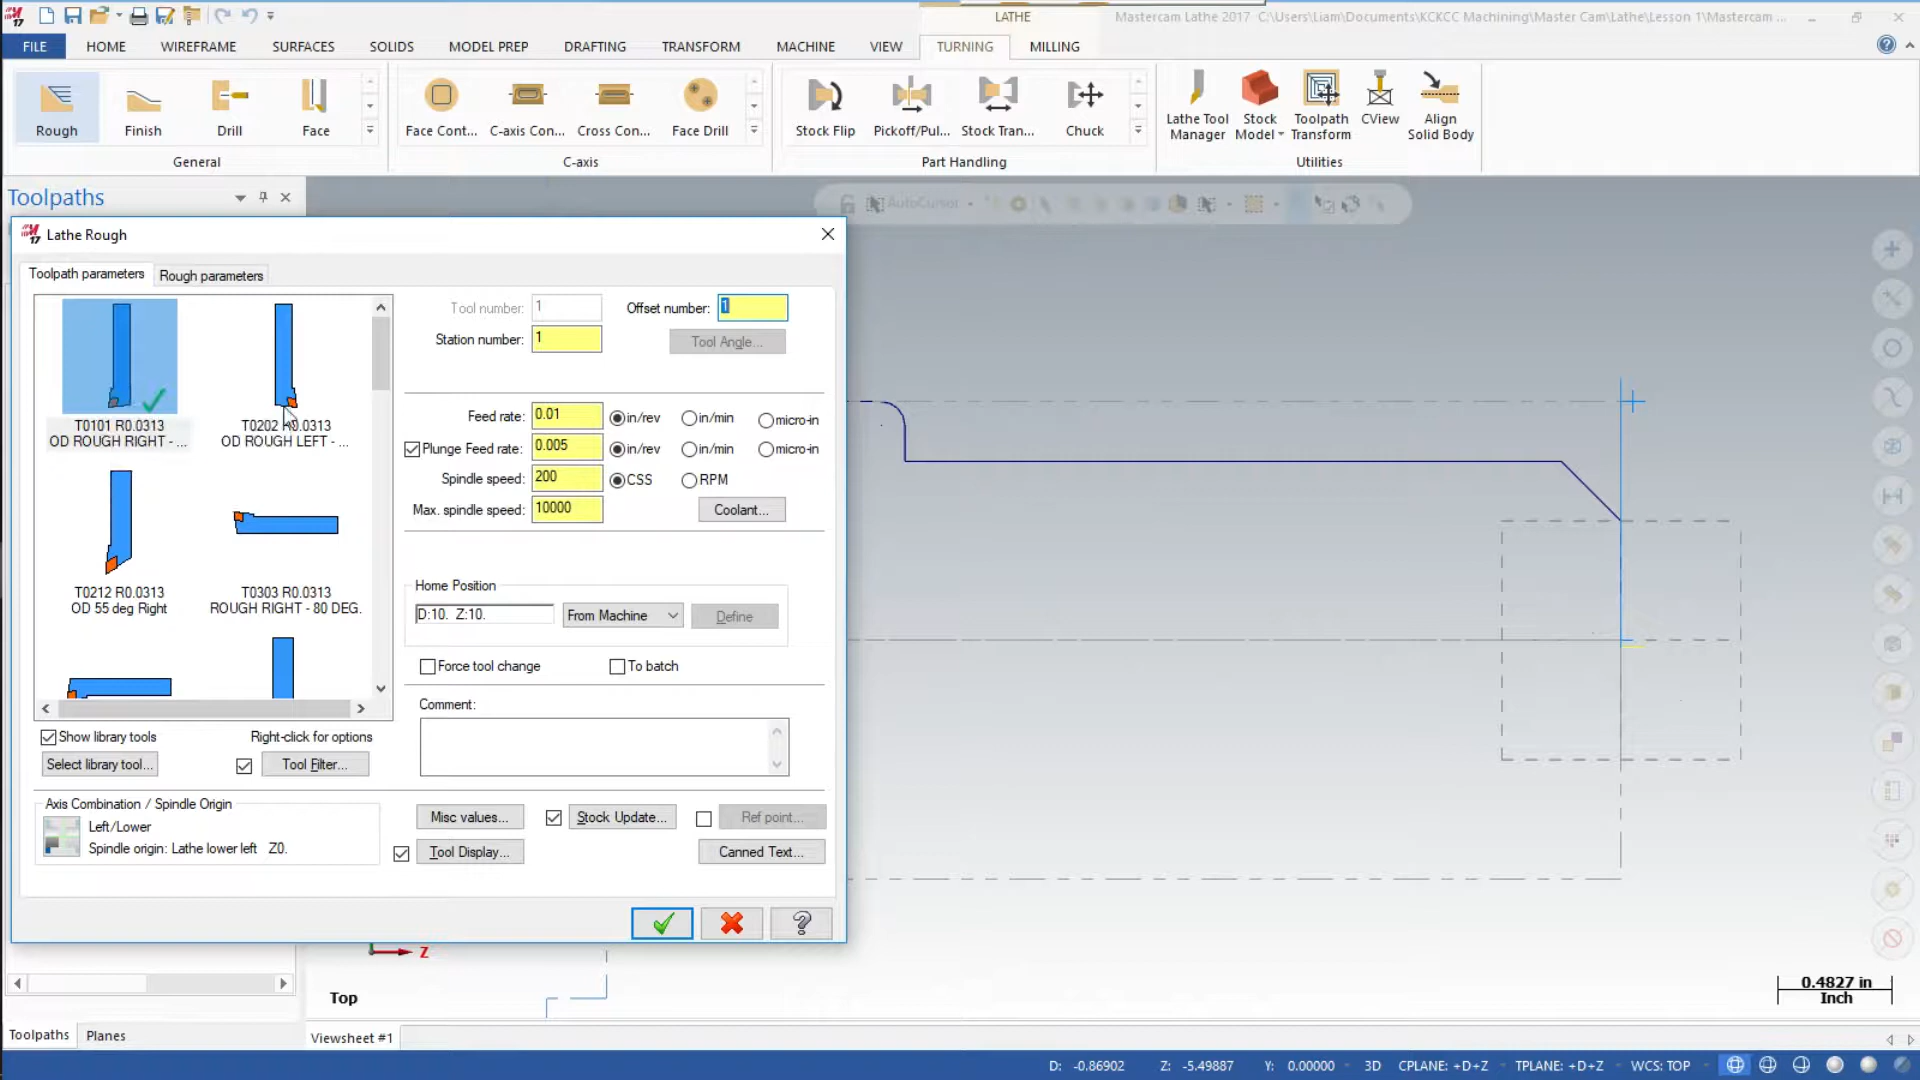 LATHE
Mastercam Lathe 2017 C:\Users\Liam\Documents\KCKCC Machining\Master Cam\Lathe\Lesson 1\Mastercam ...
FILE HOME WIREFRAME SURFACES SOLIDS MODEL PREP DRAFTING TRANSFORM MACHINE VIEW TURNING MILLING
Rough Finish Drill Face
General
Face Cont... C-axis Con... Cross Con... Face Drill
C-axis
Stock Flip Pickoff/Pul... Stock Tran... Chuck
Part Handling
Lathe Tool Manager
Stock Model
Toolpath Transform
CView
Align Solid Body
Utilities
Toolpaths
AutoCursor
17 Lathe Rough
Toolpath parameters Rough parameters
T0101 R0.0313
OD ROUGH RIGHT - ...
T0202 R0.0313
OD ROUGH LEFT - ...
T0212 R0.0313
OD 55 deg Right
T0303 R0.0313
ROUGH RIGHT - 80 DEG.
Show library tools
Right-click for options
Select library tool...
Tool Filter...
Axis Combination / Spindle Origin
Left/Lower
Spindle origin: Lathe lower left Z0.
Tool number: 1
Offset number: 1
Station number: 1
Tool Angle...
Feed rate: 0.01 in/rev in/min micro-in
Plunge Feed rate: 0.005 in/rev in/min micro-in
Spindle speed: 200 CSS RPM
Max. spindle speed: 10000
Coolant...
Home Position
D:10. Z:10. From Machine Define
Force tool change To batch
Comment:
Misc values... Stock Update... Ref point...
Tool Display... Canned Text...
Z
Top
0.4827 in
Inch
Toolpaths Planes
Viewsheet #1
D: -0.86902 Z: -5.49887 Y: 0.00000 3D CPLANE: +D+Z TPLANE: +D+Z WCS: TOP